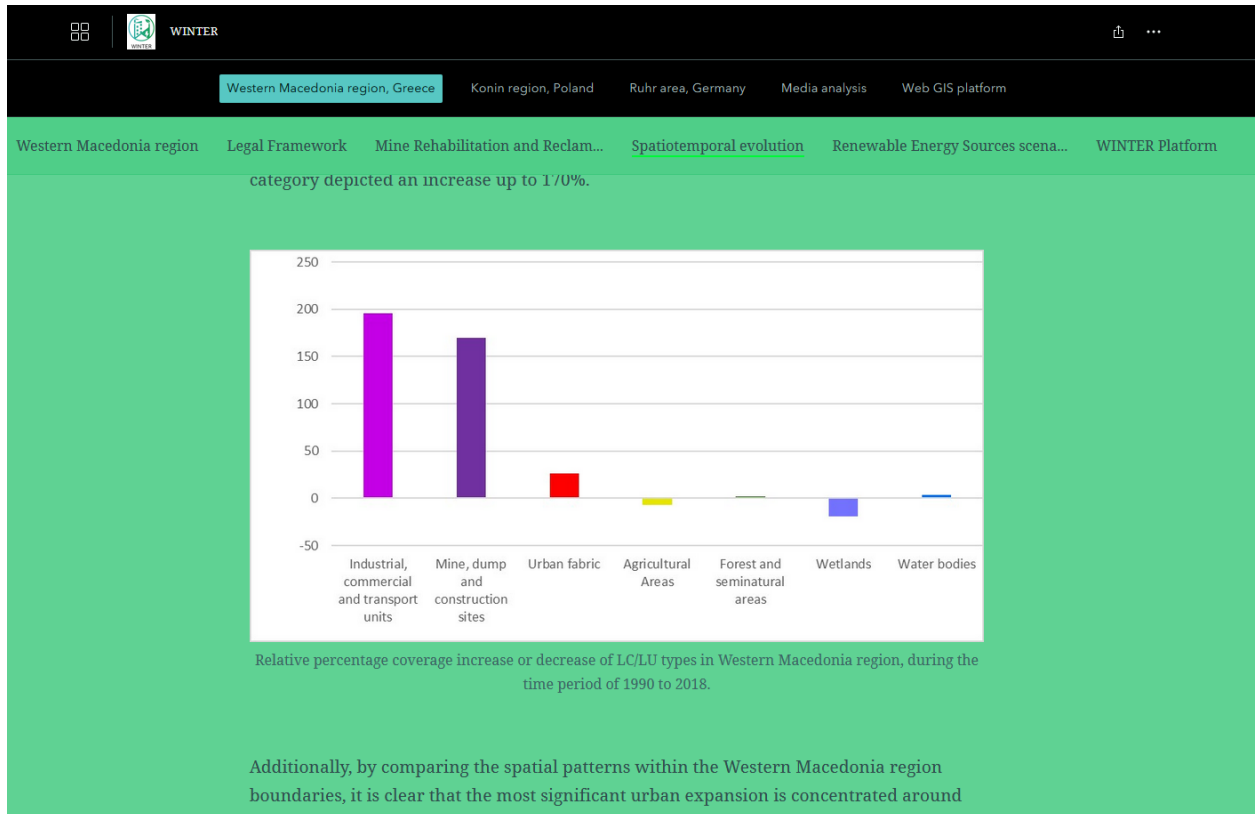 WINTER
WINTER
Western Macedonia region, Greece
Konin region, Poland
Ruhr area, Germany
Media analysis
Web GIS platform
Western Macedonia region
Legal Framework
Mine Rehabilitation and Reclam...
Spatiotemporal evolution
Renewable Energy Sources scena...
WINTER Platform
category depicted an increase up to 170%.
250
200
150
100
50
0
-50
Industrial,
commercial
and transport
units
Mine, dump
and
construction
sites
Urban fabric
Agricultural
Areas
Forest and
seminatural
areas
Wetlands
Water bodies
Relative percentage coverage increase or decrease of LC/LU types in Western Macedonia region, during the
time period of 1990 to 2018.
Additionally, by comparing the spatial patterns within the Western Macedonia region
boundaries, it is clear that the most significant urban expansion is concentrated around